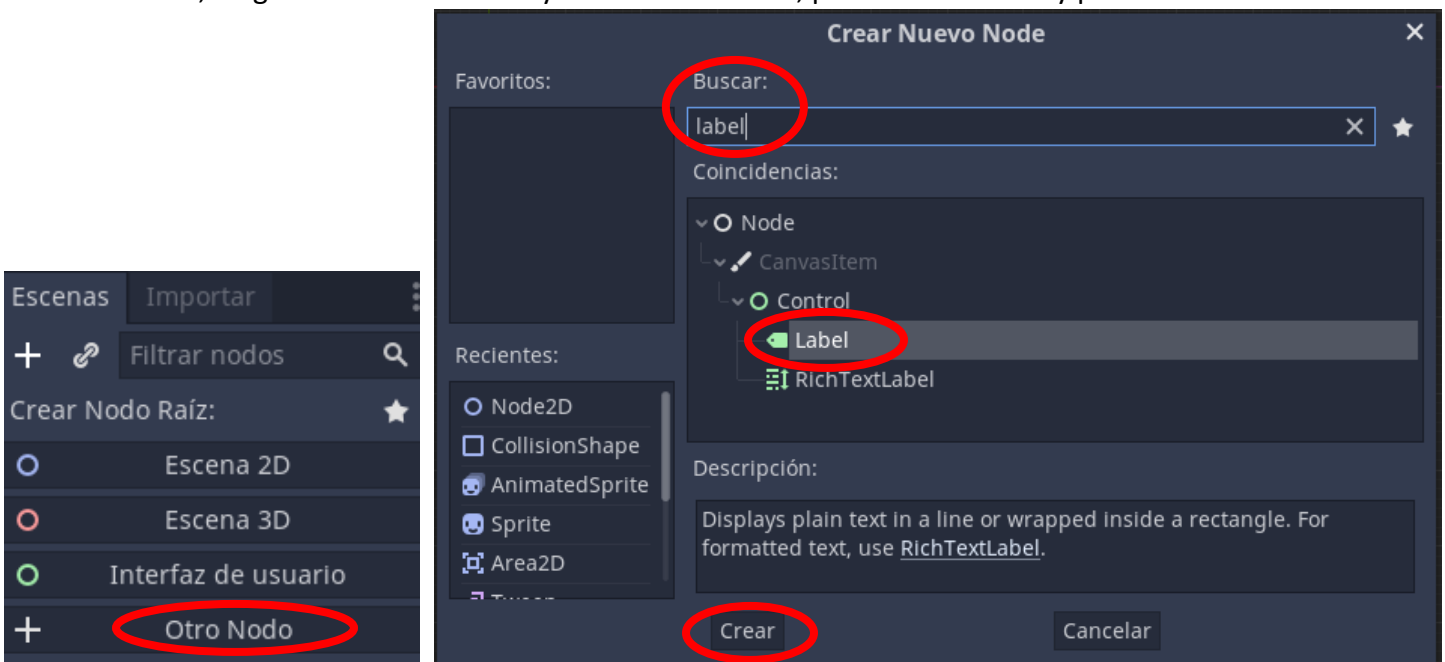 Escenas Importar
Filtrar nodos
Crear Nodo Raíz:
Escena 2D
Escena 3D
Interfaz de usuario
Otro Nodo
Crear Nuevo Node
Favoritos:
Buscar:
label
Coincidencias:
Node
CanvasItem
Control
Label
RichTextLabel
Recientes:
Node2D
CollisionShape
AnimatedSprite
Sprite
Area2D
Descripción:
Displays plain text in a line or wrapped inside a rectangle. For
formatted text, use RichTextLabel.
Crear Cancelar